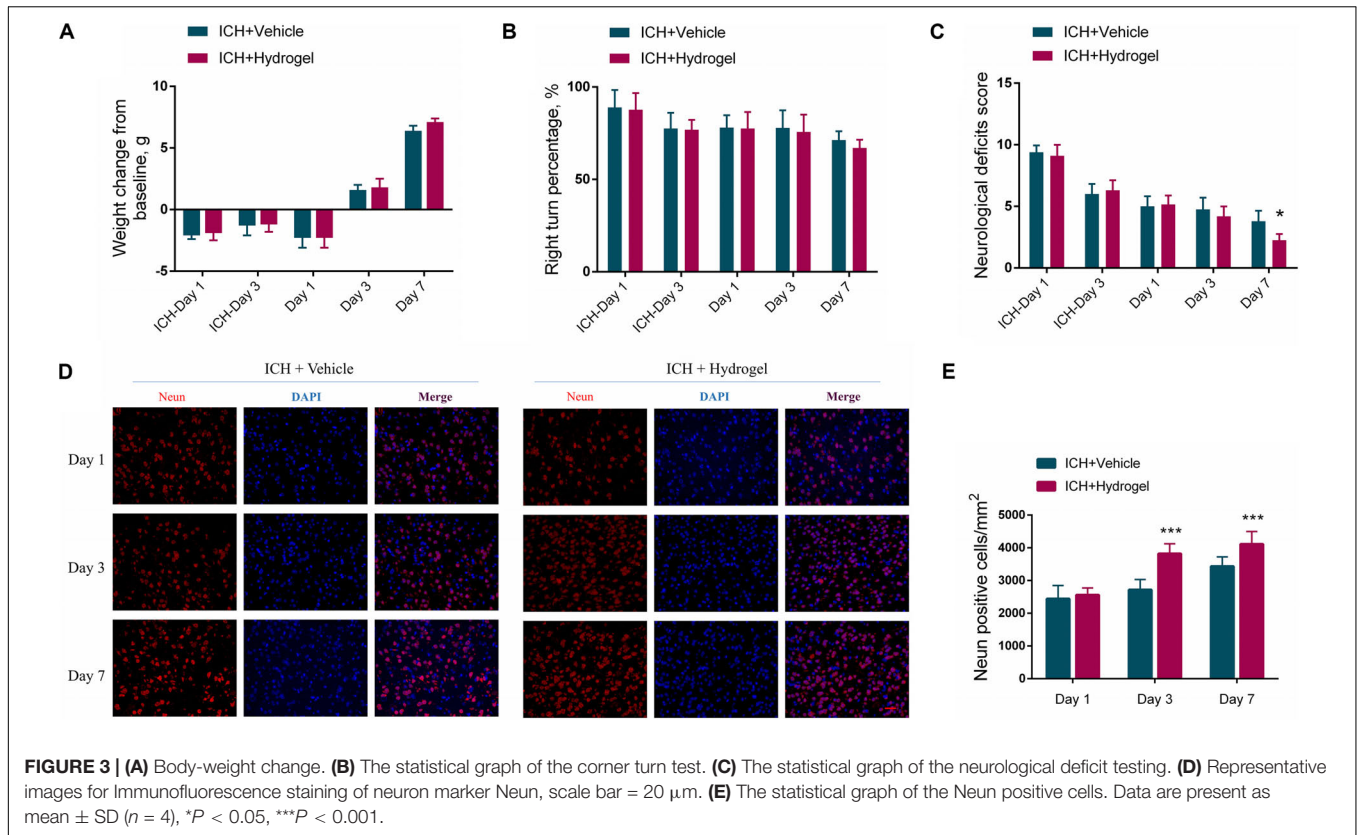 A
ICH+Vehicle
ICH+Hydrogel
Weight change from
baseline, g
10
5
0
-5
ICH-Day 1
ICH-Day 3
Day 1
Day 3
Day 7
B
ICH+Vehicle
ICH+Hydrogel
Right turn percentage, %
100
50
0
ICH-Day 1
ICH-Day 3
Day 1
Day 3
Day 7
C
ICH+Vehicle
ICH+Hydrogel
Neurological deficits score
15
10
5
0
*
ICH-Day 1
ICH-Day 3
Day 1
Day 3
Day 7
D
ICH + Vehicle
ICH + Hydrogel
Neun DAPI Merge Neun DAPI Merge
Day 1
Day 3
Day 7
E
ICH+Vehicle
ICH+Hydrogel
Neun positive cells/mm²
5000
4000
3000
2000
1000
0
*** ***
Day 1 Day 3 Day 7
FIGURE 3 | (A) Body-weight change. (B) The statistical graph of the corner turn test. (C) The statistical graph of the neurological deficit testing. (D) Representative
images for Immunofluorescence staining of neuron marker Neun, scale bar = 20 μm. (E) The statistical graph of the Neun positive cells. Data are present as
mean ± SD (n = 4), *P < 0.05, ***P < 0.001.